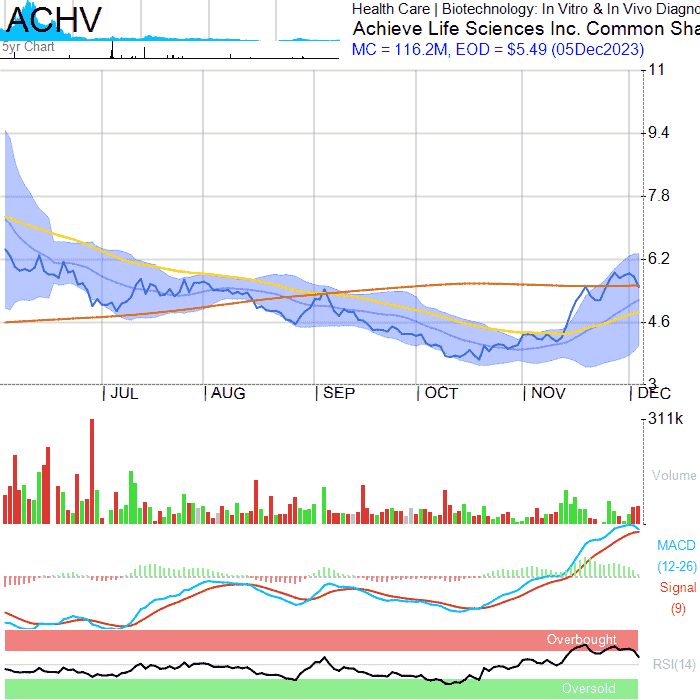 ACHV
5yr Chart
Health Care | Biotechnology: In Vitro & In Vivo Diagno
Achieve Life Sciences Inc. Common Sha
MC = 116.2M, EOD = $5.49 (05Dec2023)
11
9.4
7.8
6.2
4.6
3
JUL AUG SEP OCT NOV DEC
311k
Volume
MACD
(12-26)
Signal
(9)
Overbought
RSI(14)
Oversold